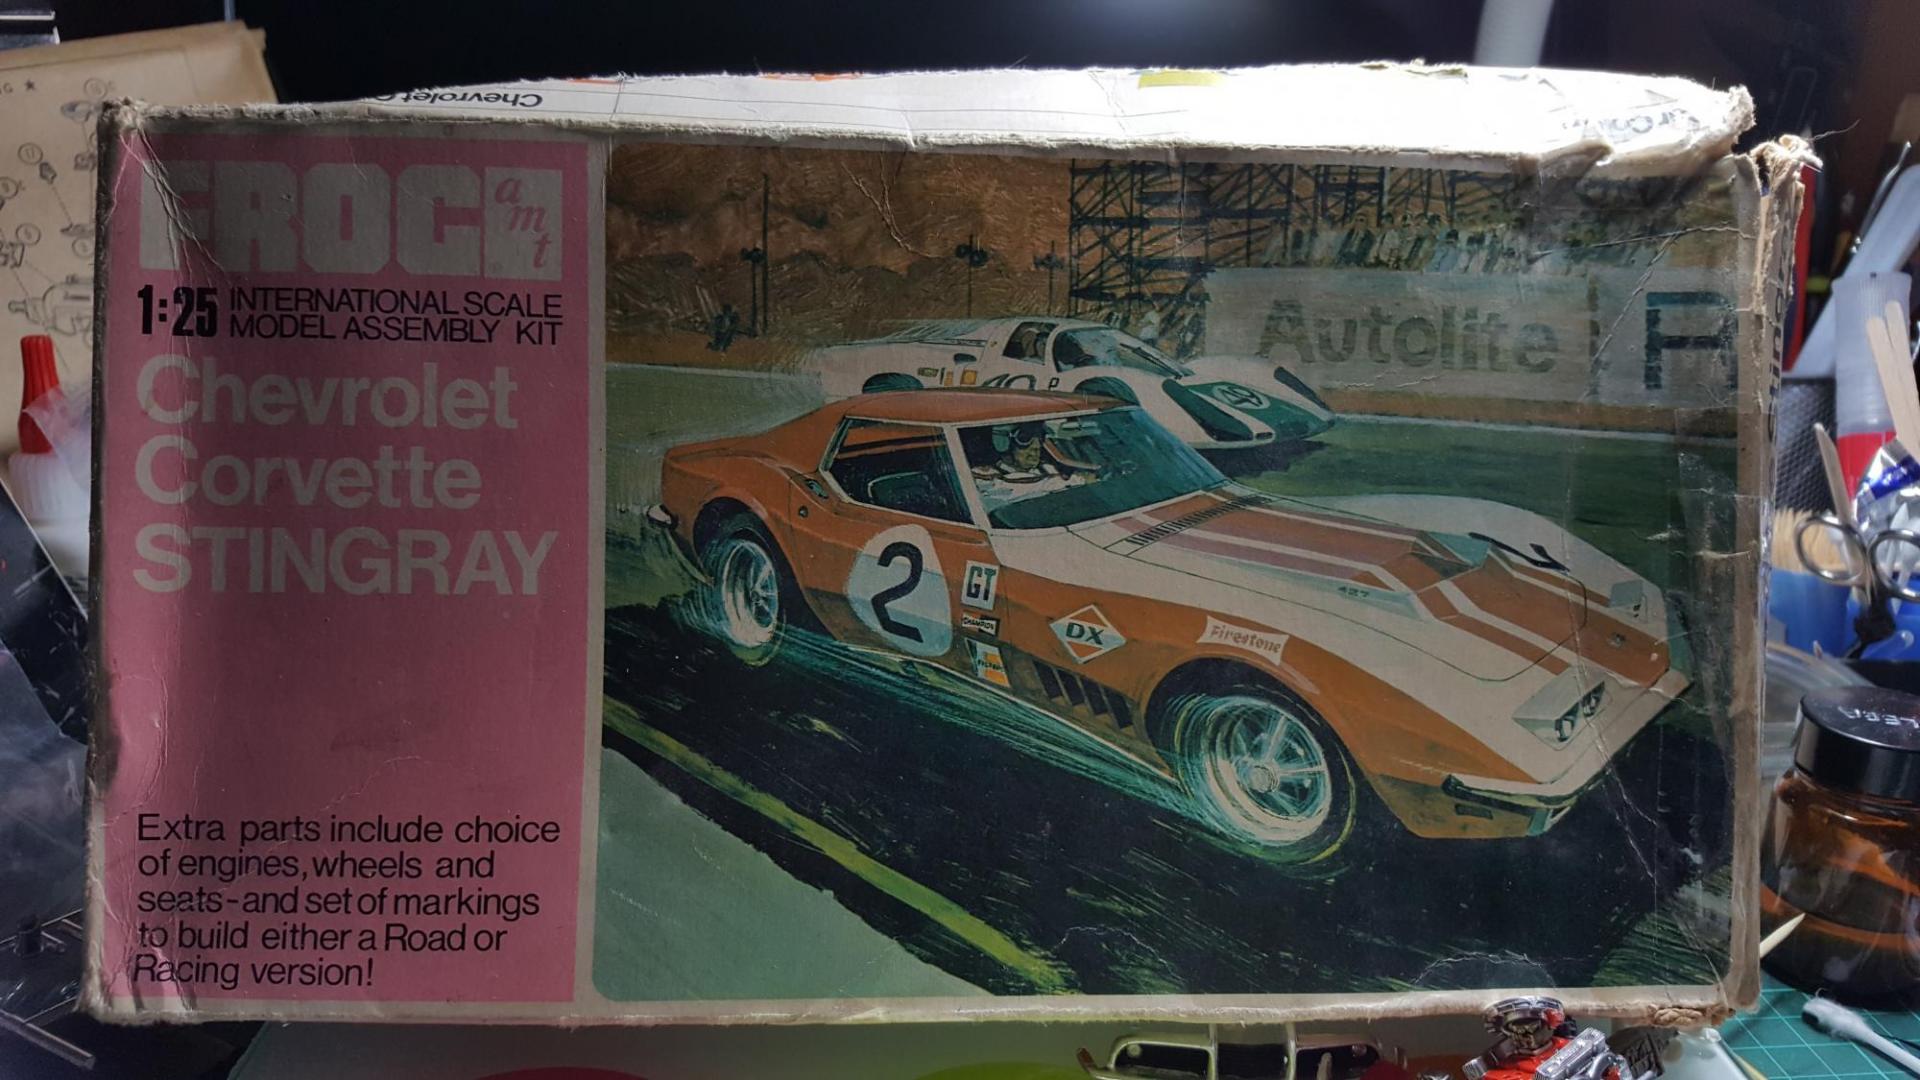 Chevrolet
FROG
amt
1:25 INTERNATIONAL SCALE
MODEL ASSEMBLY KIT
Chevrolet
Corvette
STINGRAY
Extra parts include choice
of engines, wheels and
seats-and set of markings
to build either a Road or
Racing version!
Autolite
2
GT
CHAMPION
DX
Firestone
427
2